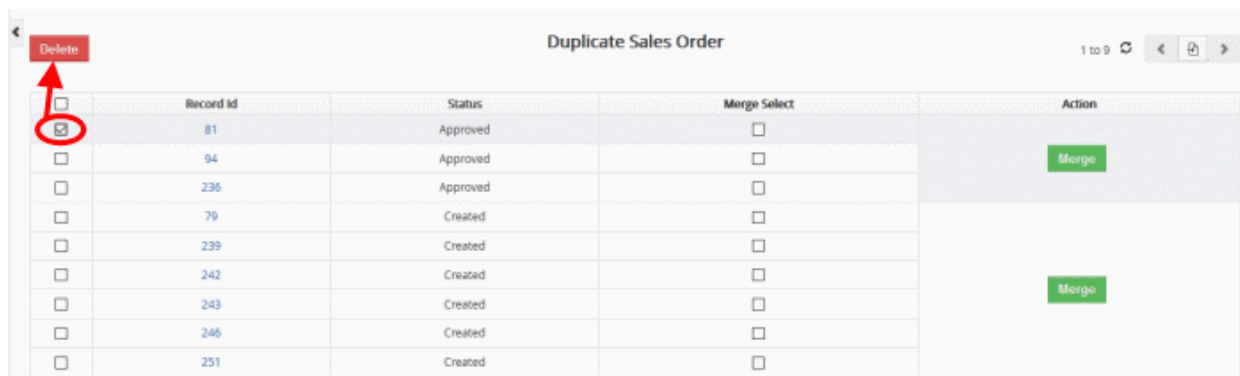 Delete
Duplicate Sales Order
1 to 9
Record Id Status Merge Select Action
81 Approved
94 Approved Merge
236 Approved
79 Created
239 Created
242 Created
243 Created Merge
246 Created
251 Created